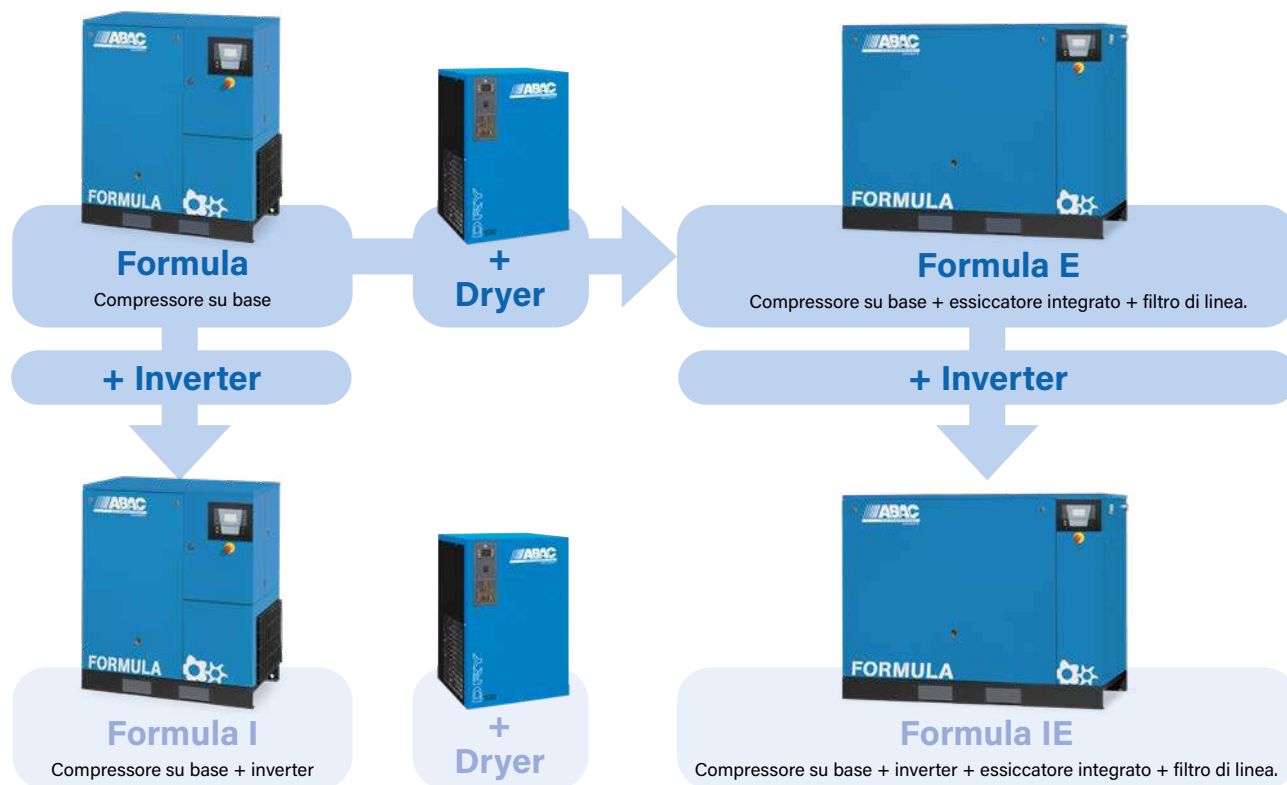 ABAC
ABAC
ABAC
FORMULA
DRY
FORMULA
Formula
Compressore su base
+
Dryer
Formula E
Compressore su base + essiccatore integrato + filtro di linea.
+ Inverter
+ Inverter
ABAC
ABAC
ABAC
FORMULA
DRY
FORMULA
Formula I
Compressore su base + inverter
+
Dryer
Formula IE
Compressore su base + inverter + essiccatore integrato + filtro di linea.